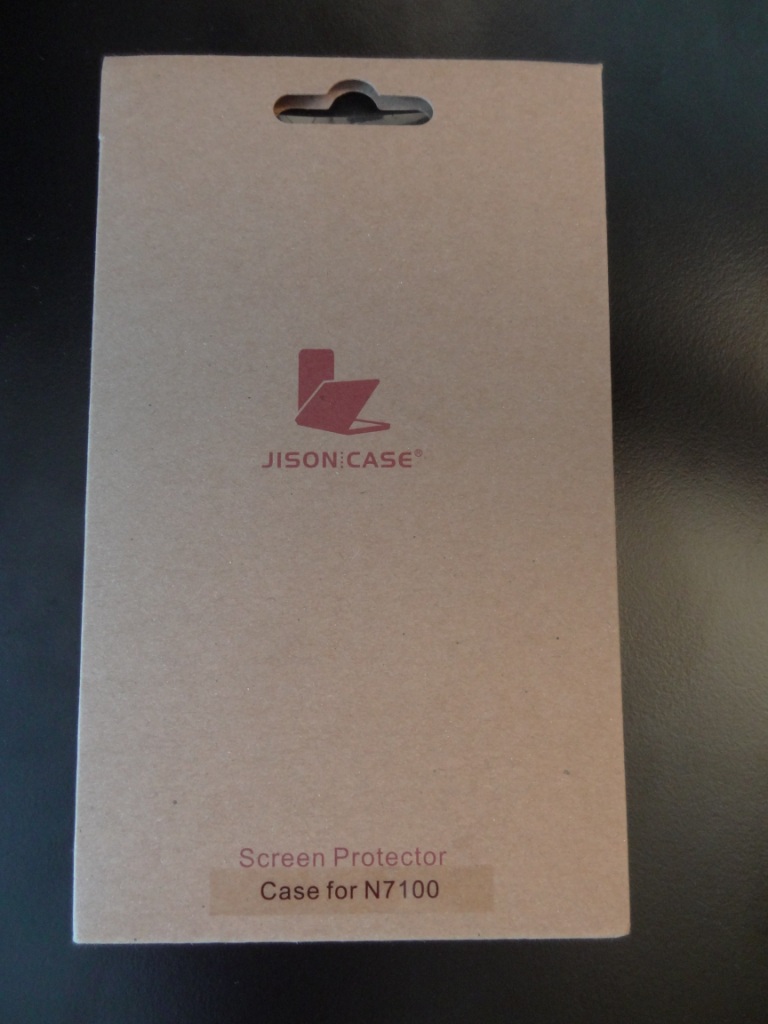 JISON:CASE®
Screen Protector
Case for N7100